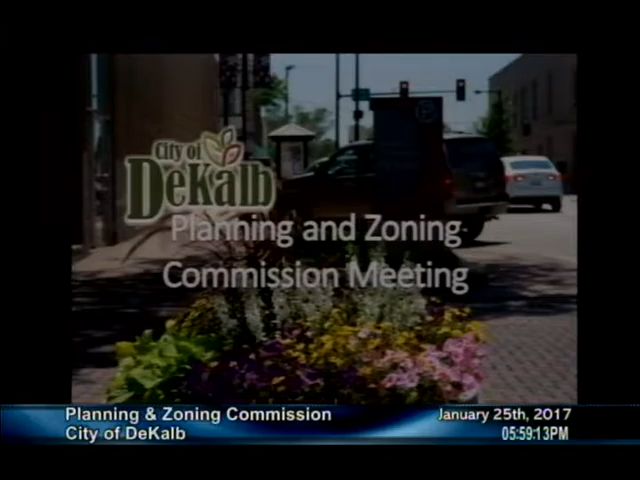 City of
DeKalb
Planning and Zoning
Commission Meeting
Planning & Zoning Commission
January 25th, 2017
City of DeKalb
05:59:13PM